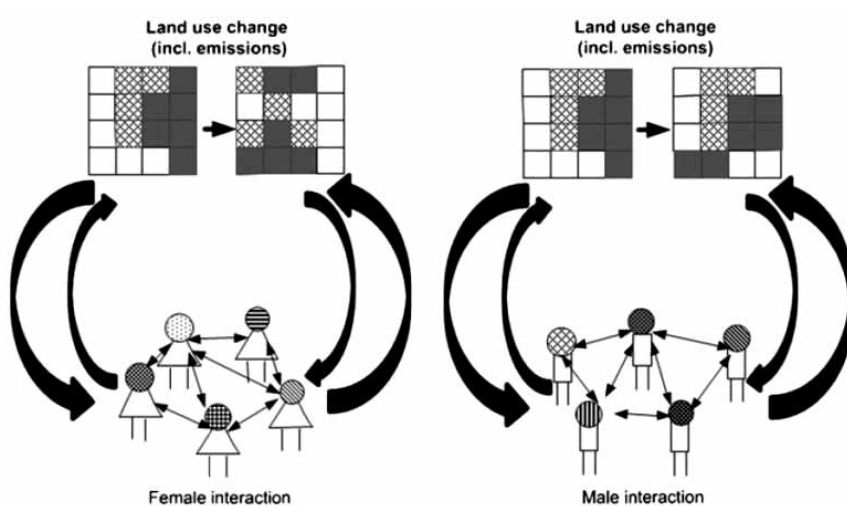 Land use change
(incl. emissions)
Land use change
(incl. emissions)
Female interaction
Male interaction